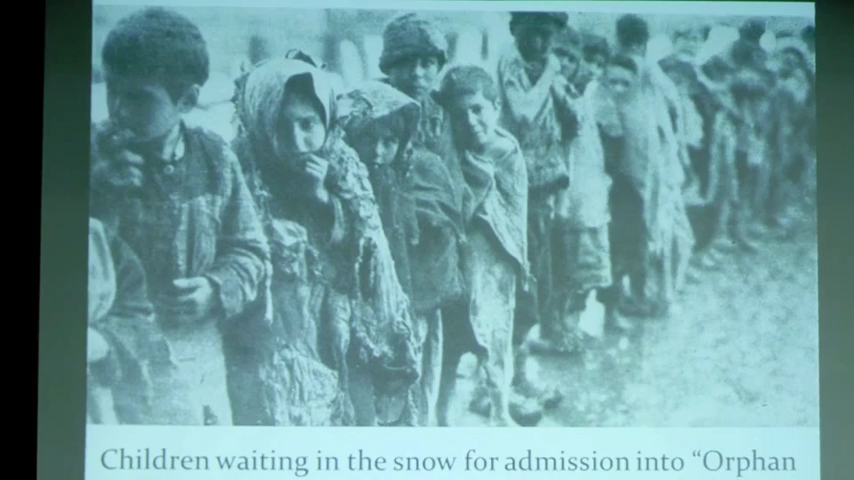 Children waiting in the snow for admission into “Orphan